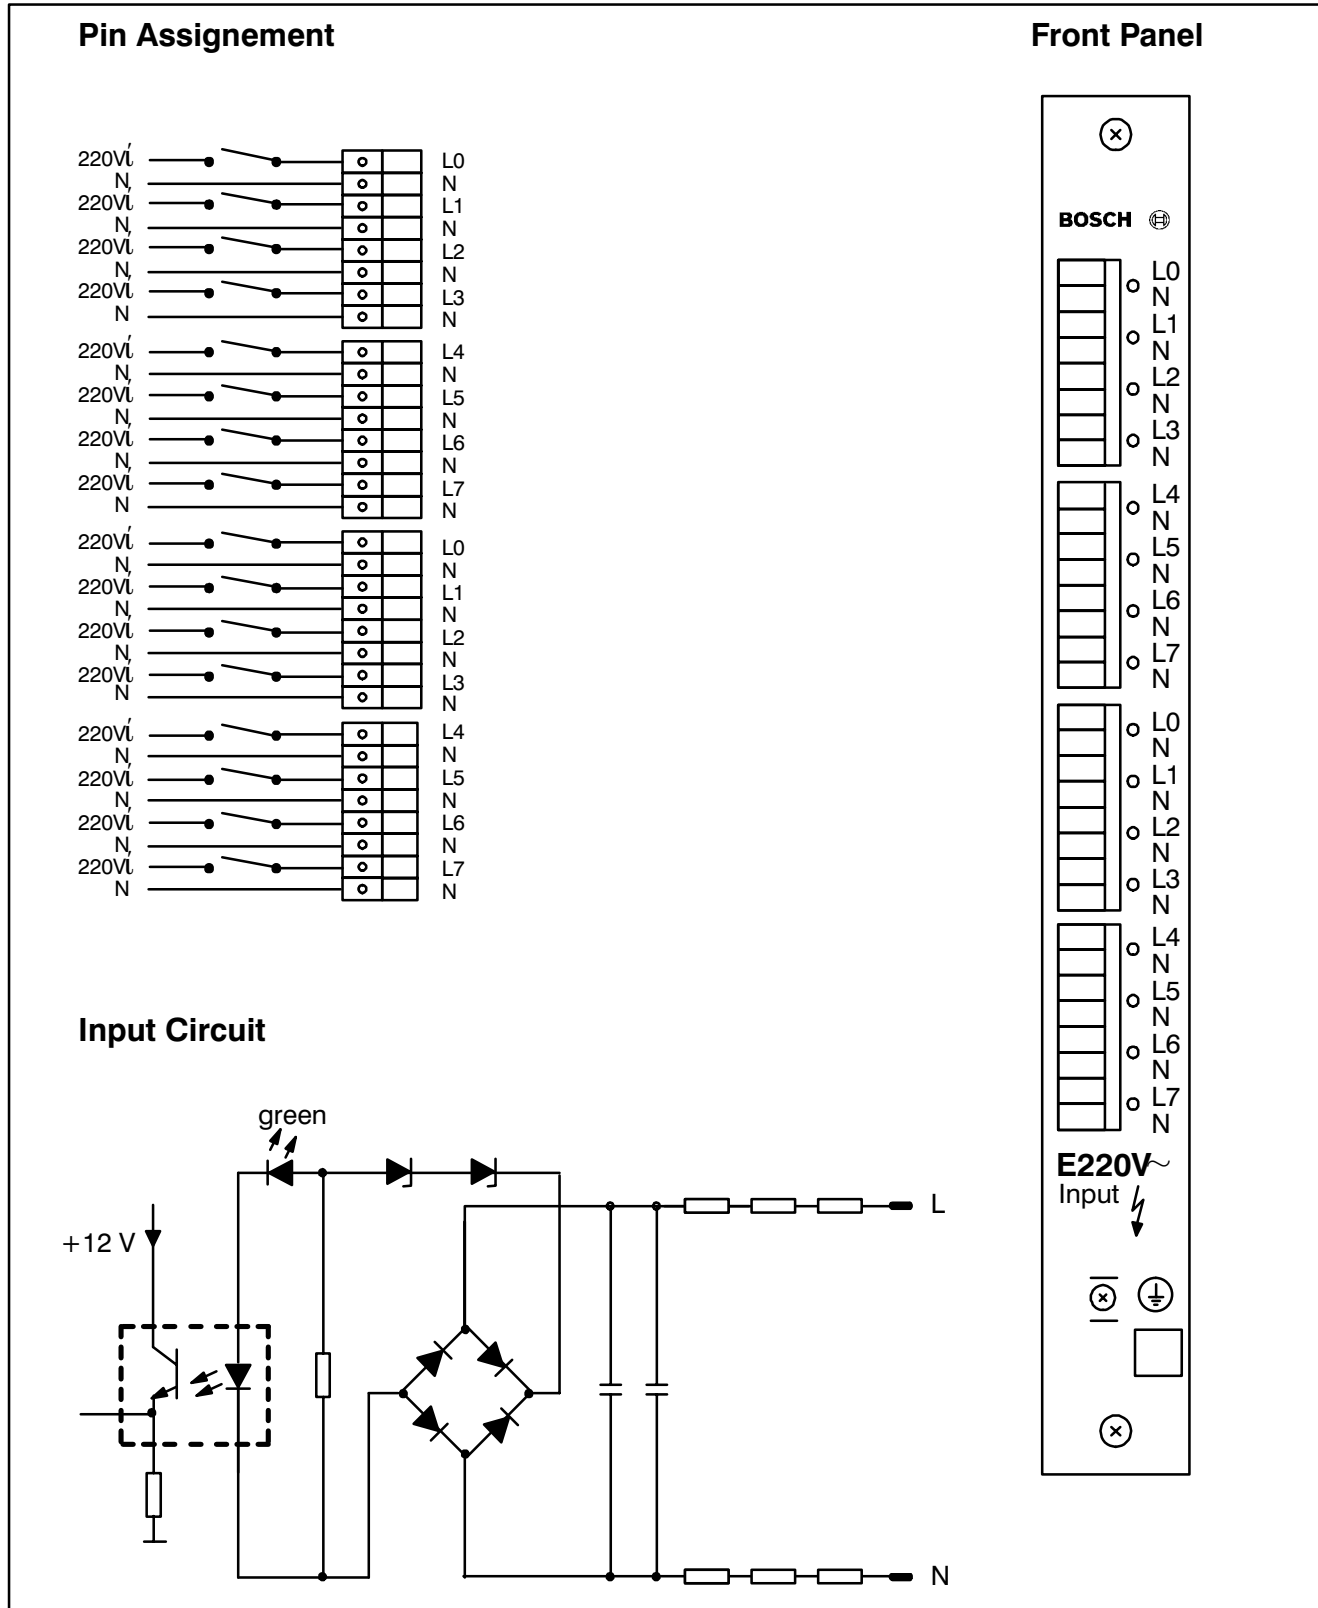 Pin Assignement
Front Panel
220V~ L0
N N
220V~ L1
N N
220V~ L2
N N
220V~ L3
N N
220V~ L4
N N
220V~ L5
N N
220V~ L6
N N
220V~ L7
N N
220V~ L0
N N
220V~ L1
N N
220V~ L2
N N
220V~ L3
N N
220V~ L4
N N
220V~ L5
N N
220V~ L6
N N
220V~ L7
N N
BOSCH
L0
N
L1
N
L2
N
L3
N
L4
N
L5
N
L6
N
L7
N
L0
N
L1
N
L2
N
L3
N
L4
N
L5
N
L6
N
L7
N
E220V~
Input
Input Circuit
green
+12 V
L
N